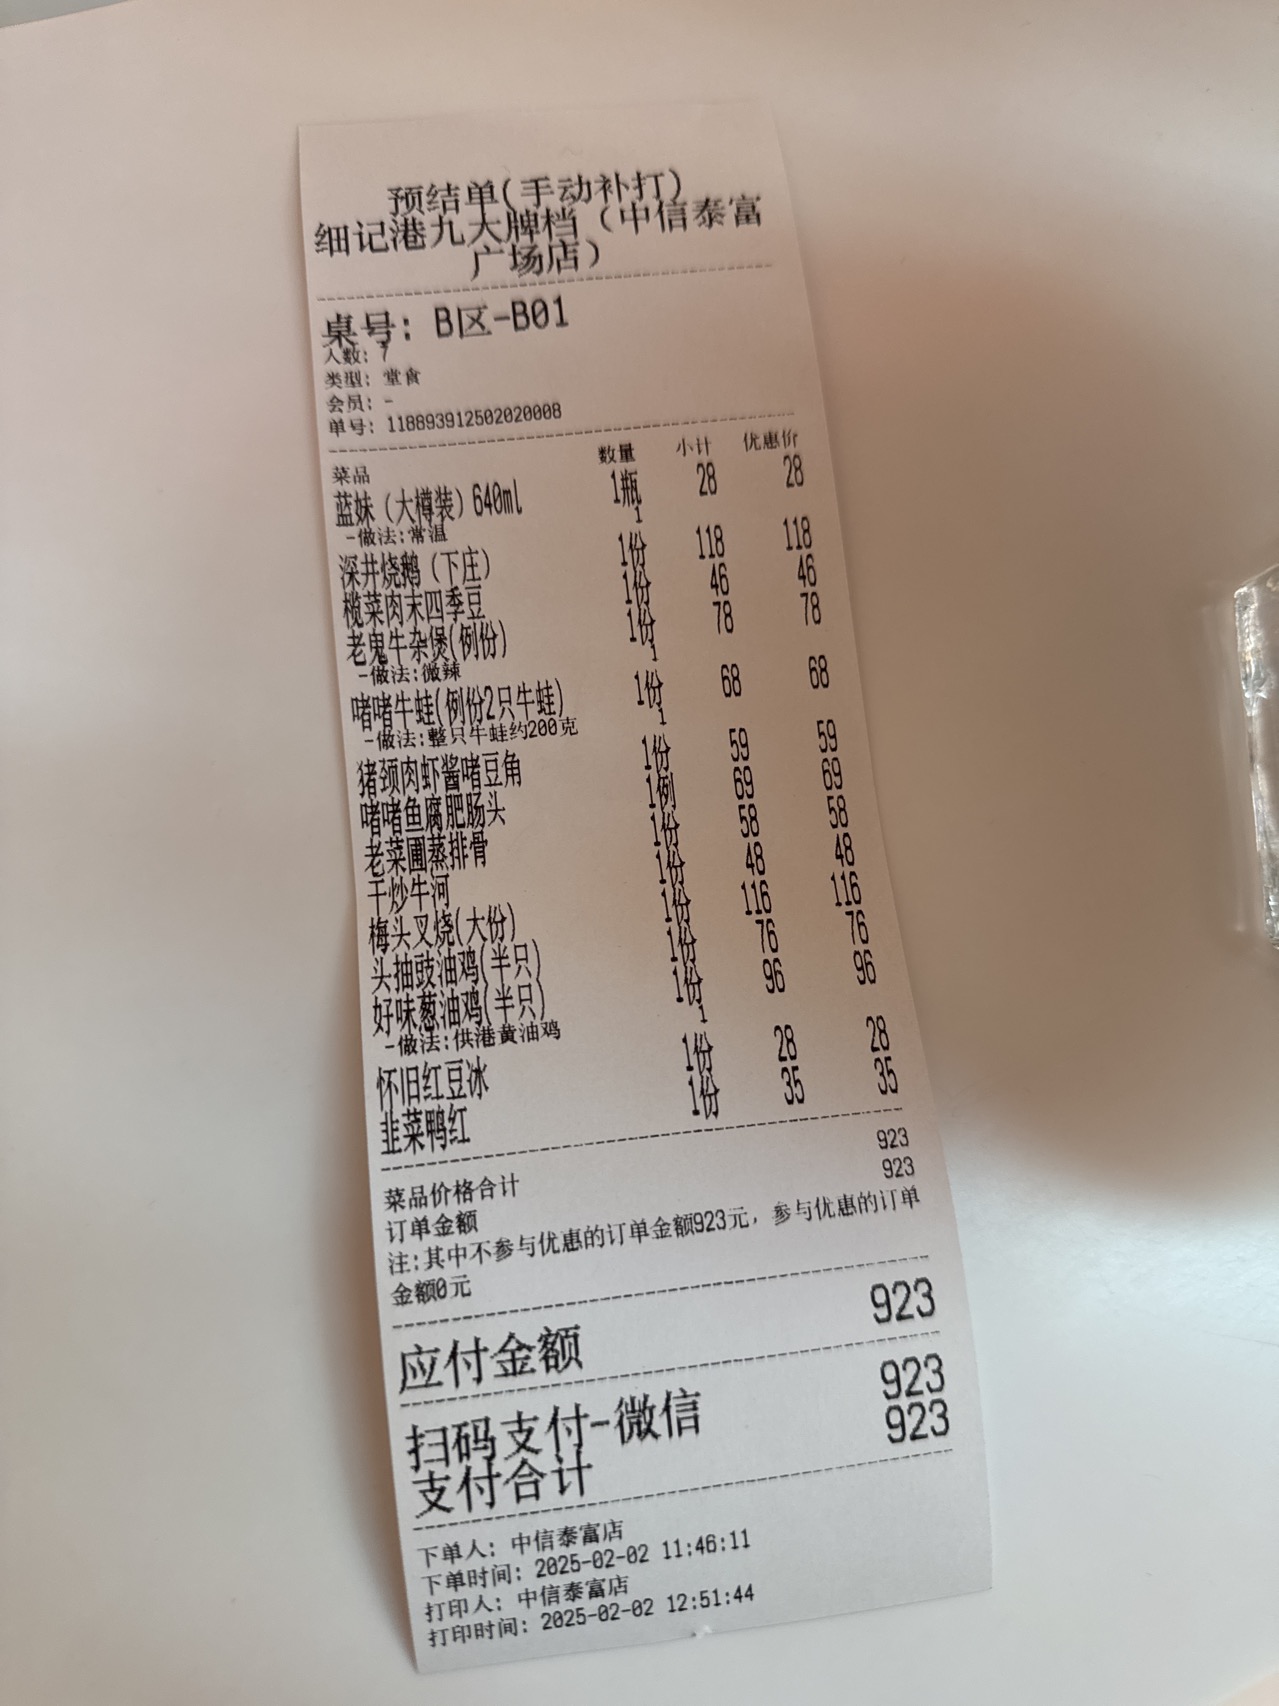 预结单(手动补打)
细记港九大牌档（中信泰富
广场店）
桌号: B区-B01
人数: 7
类型: 堂食
会员: -
单号: 118893912502020008
菜品 数量 小计 优惠价
蓝妹（大樽装）640ml 1瓶 28 28
-做法:常温 1
深井烧鹅（下庄） 1份 118 118
榄菜肉末四季豆 1份 46 46
老鬼牛杂煲(例份) 1份 78 78
-做法:微辣 1
啫啫牛蛙(例份2只牛蛙) 1份 68 68
-做法:整只牛蛙约200克 1
猪颈肉虾酱啫豆角 1份 59 59
啫啫鱼腐肥肠头 1例 69 69
老菜圃蒸排骨 1份 58 58
干炒牛河 1份 48 48
梅头叉烧(大份) 1份 116 116
头抽豉油鸡(半只) 1份 76 76
好味葱油鸡(半只) 1份 96 96
-做法:供港黄油鸡 1
怀旧红豆冰 1份 28 28
韭菜鸭红 1份 35 35
菜品价格合计 923
订单金额 923
注:其中不参与优惠的订单金额923元，参与优惠的订单
金额0元
应付金额 923
扫码支付-微信 923
支付合计 923
下单人: 中信泰富店
下单时间: 2025-02-02 11:46:11
打印人: 中信泰富店
打印时间: 2025-02-02 12:51:44